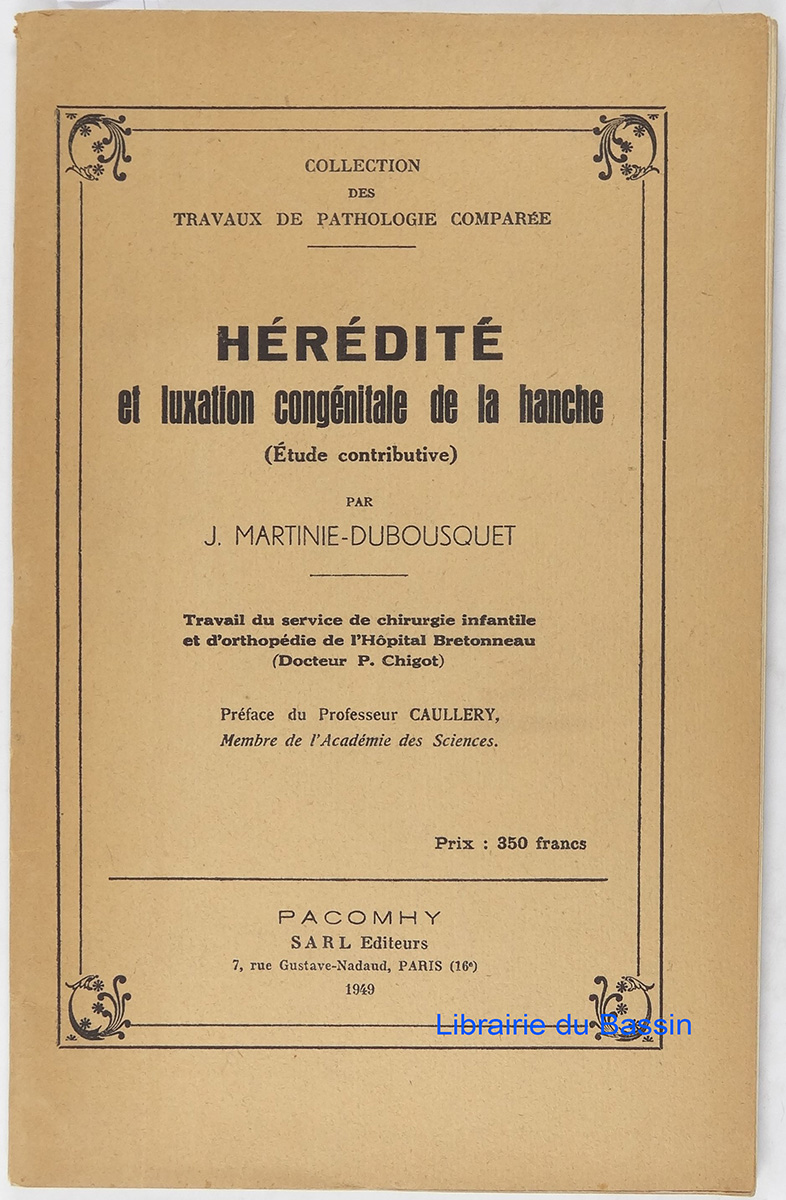 COLLECTION
DES
TRAVAUX DE PATHOLOGIE COMPARÉE
HÉRÉDITÉ
et luxation congénitale de la hanche
(Étude contributive)
PAR
J. MARTINIE-DUBOUSQUET
Travail du service de chirurgie infantile
et d'orthopédie de l'Hôpital Bretonneau
(Docteur P. Chigot)
Préface du Professeur CAULLERY,
Membre de l'Académie des Sciences.
Prix : 350 francs
PACOMHY
SARL Editeurs
7, rue Gustave-Nadaud, PARIS (16e)
1949
Librairie du Bassin